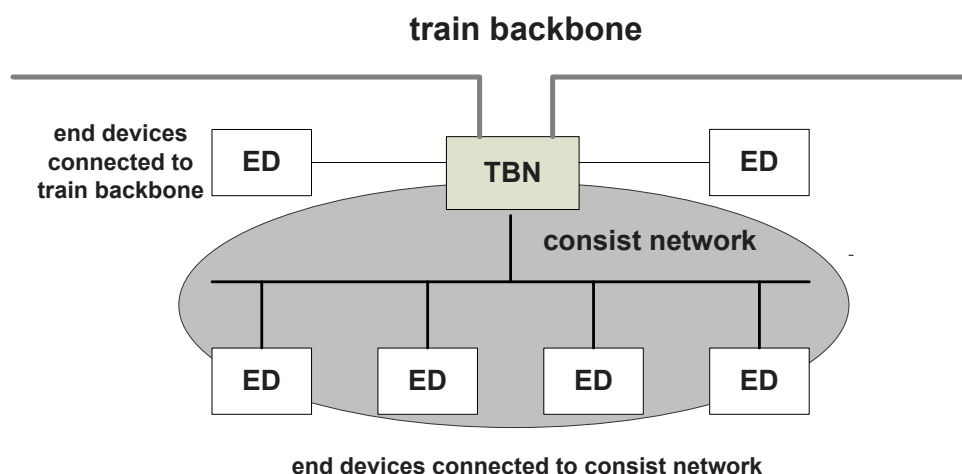 train backbone
end devices
connected to
train backbone
ED
TBN
ED
consist network
-
ED
ED
ED
ED
end devices connected to consist network